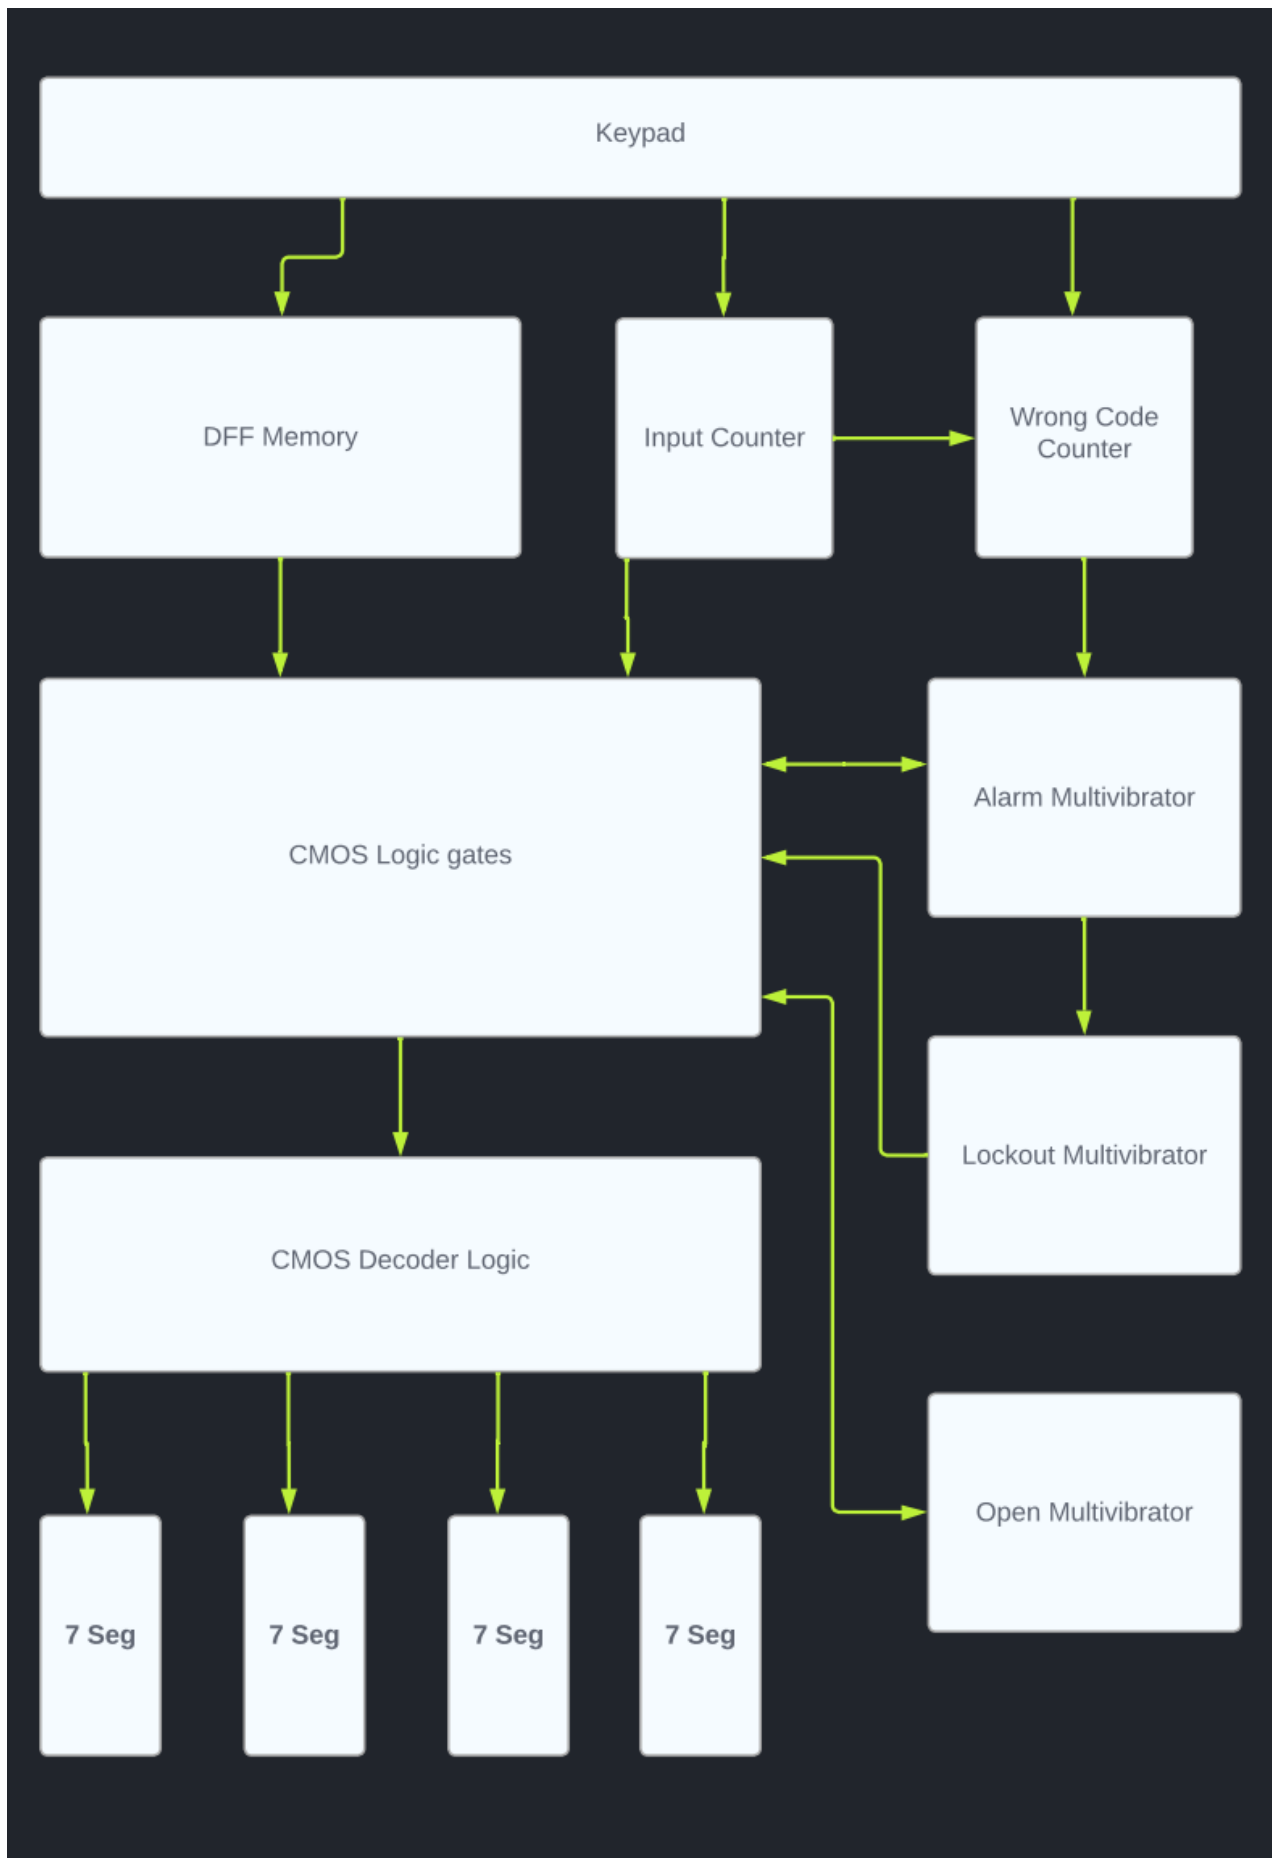 Keypad
DFF Memory
Input Counter
Wrong Code
Counter
CMOS Logic gates
Alarm Multivibrator
Lockout Multivibrator
CMOS Decoder Logic
Open Multivibrator
7 Seg
7 Seg
7 Seg
7 Seg